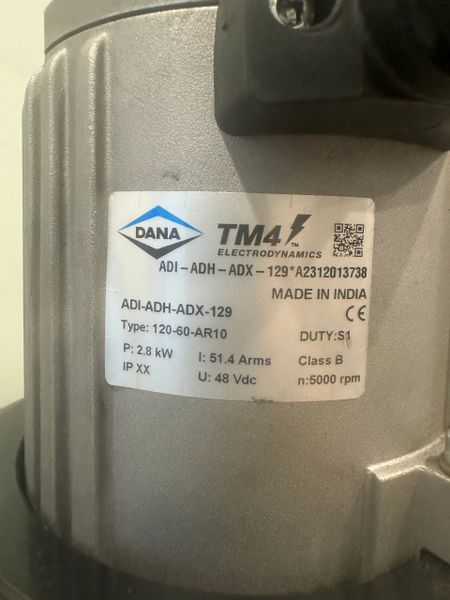 DANA
TM4 ™
ELECTRODYNAMICS
ADI-ADH-ADX-129*A2312013738
MADE IN INDIA
CE
ADI-ADH-ADX-129
Type: 120-60-AR10 DUTY:S1
P: 2.8 kW I: 51.4 Arms Class B
IP XX U: 48 Vdc n:5000 rpm